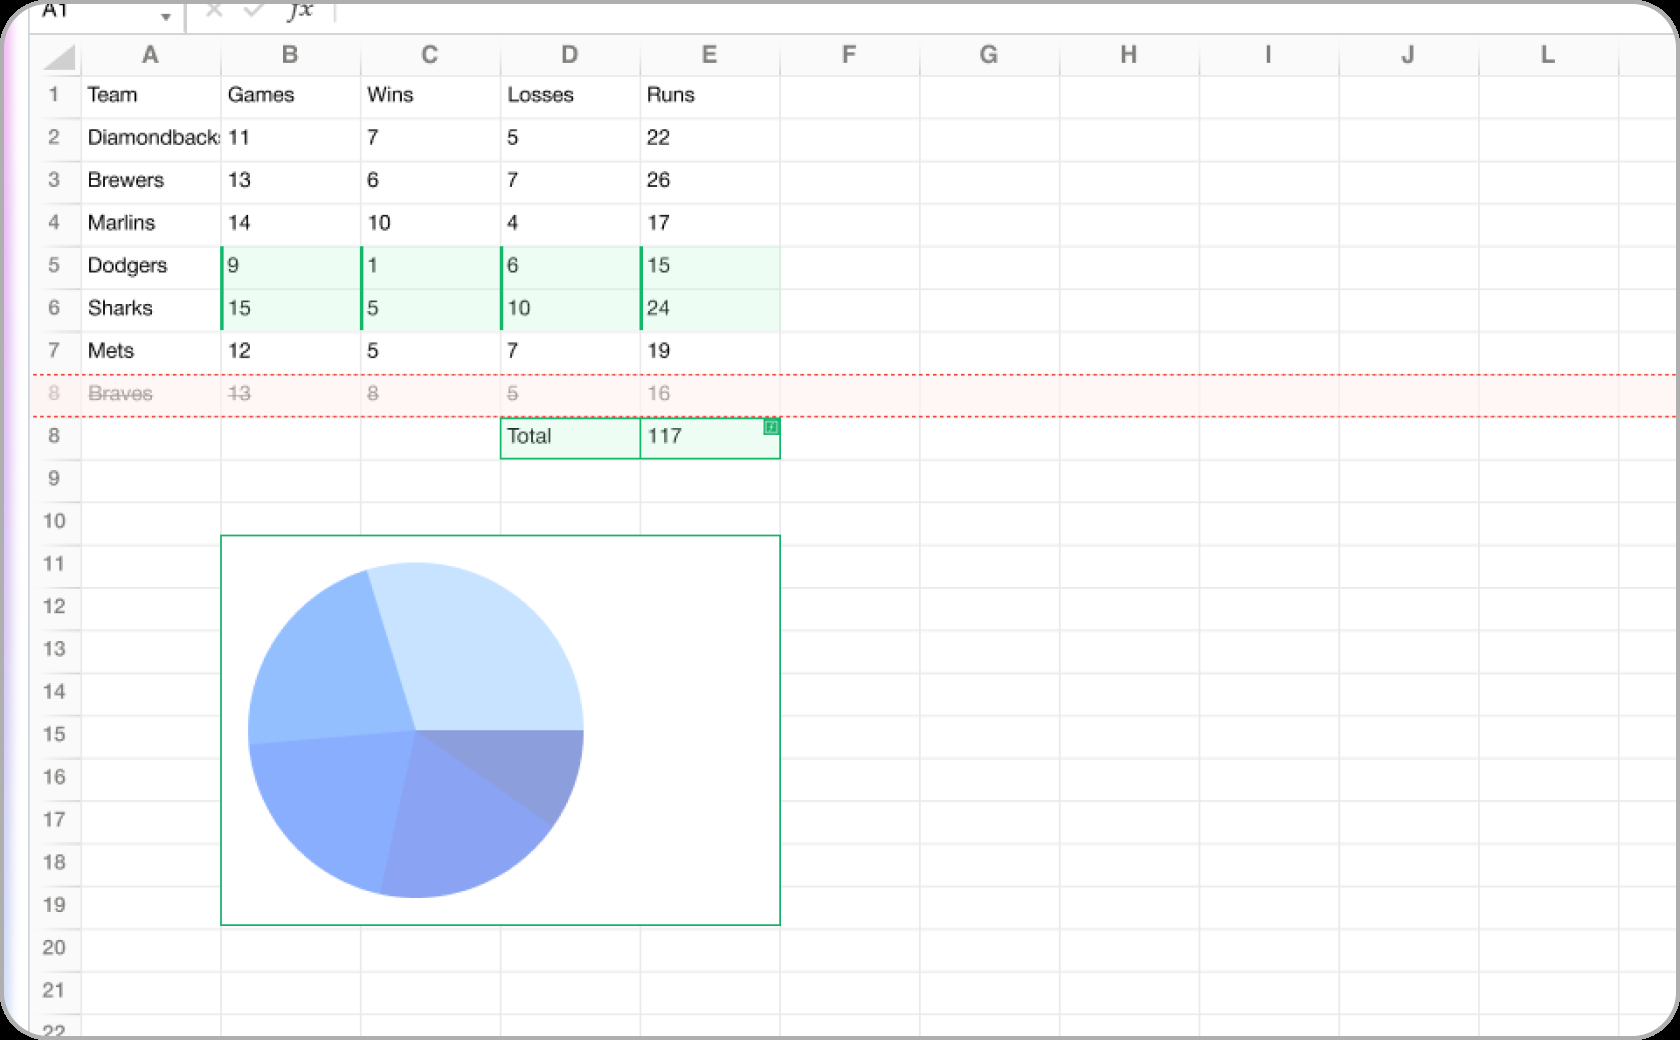 A1 fx
A B C D E F G H I J L
1 Team Games Wins Losses Runs
2 Diamondbacks 11 7 5 22
3 Brewers 13 6 7 26
4 Marlins 14 10 4 17
5 Dodgers 9 1 6 15
6 Sharks 15 5 10 24
7 Mets 12 5 7 19
8 Braves 13 8 5 16
8 Total 117
9
10
11
12
13
14
15
16
17
18
19
20
21
22